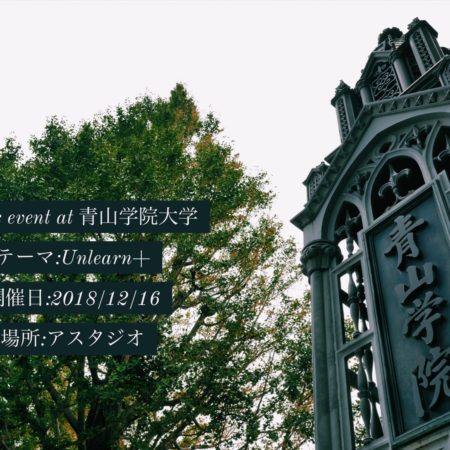 event at 青山学院大学
テーマ:Unlearn+
開催日:2018/12/16
場所:アスタジオ
青山学院